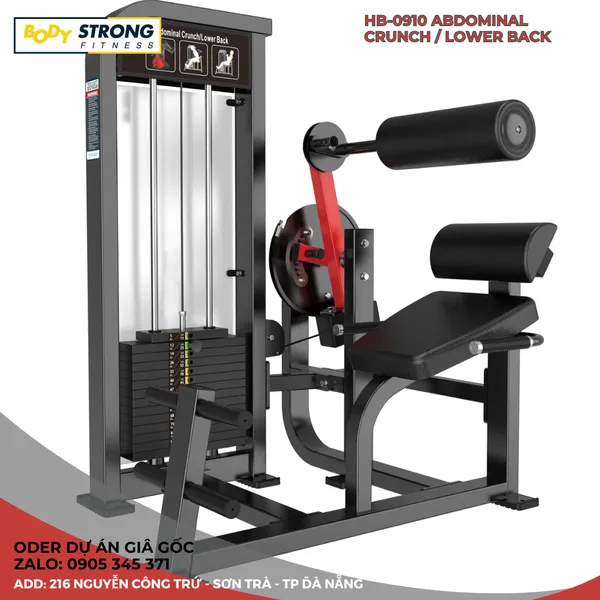 BODY STRONG
FITNESS
HB-0910 ABDOMINAL
CRUNCH / LOWER BACK
Abdominal Crunch/Lower Back
ODER DỰ ÁN GIÂ GỐC
ZALO: 0905 345 371
ADD: 216 NGUYỄN CÔNG TRỨ - SƠN TRÀ - TP ĐÀ NẴNG